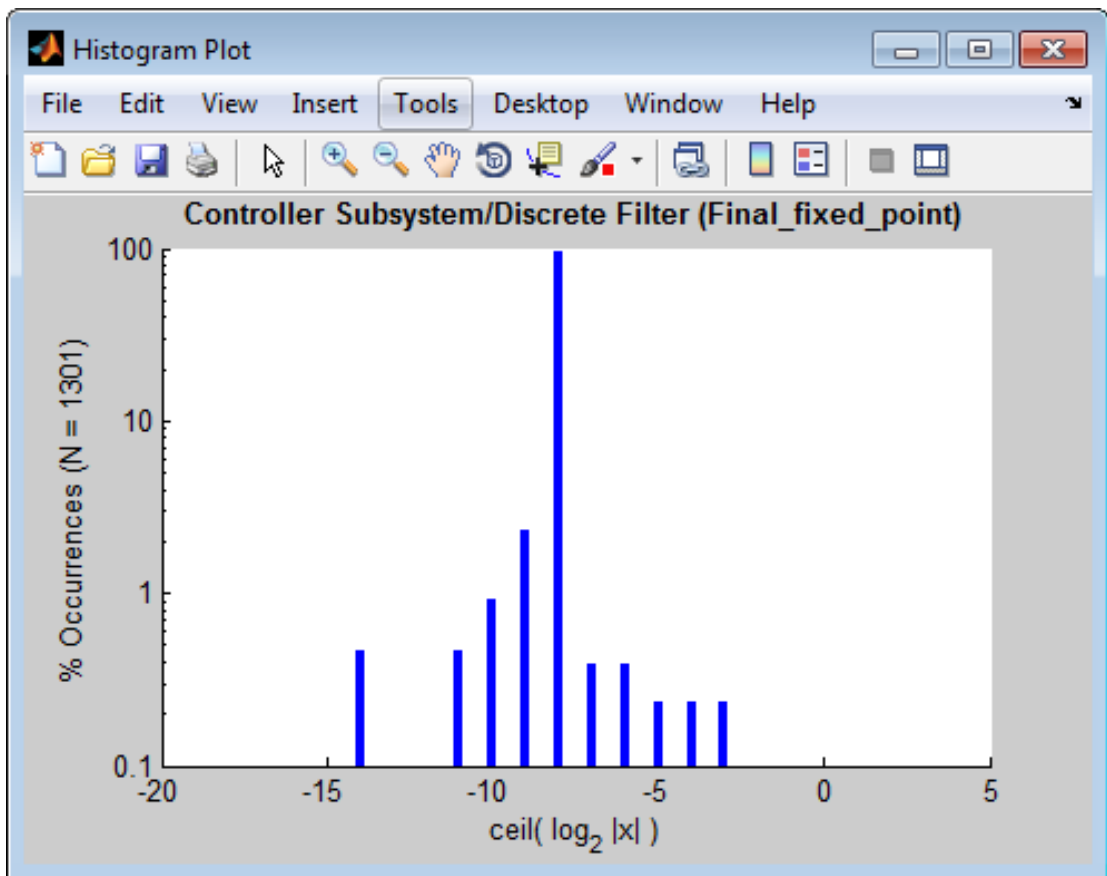 Histogram Plot
File Edit View Insert Tools Desktop Window Help
Controller Subsystem/Discrete Filter (Final_fixed_point)
% Occurrences (N = 1301)
100
10
1
0.1
-20 -15 -10 -5 0 5
ceil( log2 |x| )